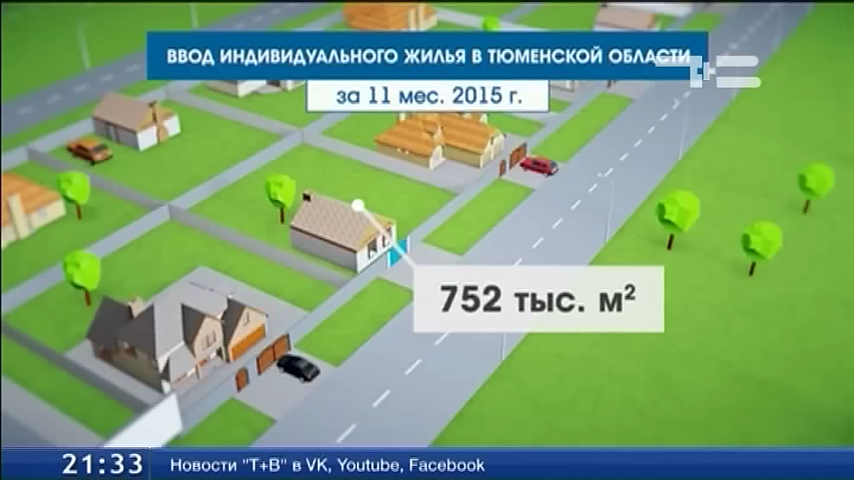 ВВОД ИНДИВИДУАЛЬНОГО ЖИЛЬЯ В ТЮМЕНСКОЙ ОБЛАСТИ
за 11 мес. 2015 г.
Т+В
752 тыс. м²
21:33 Новости "Т+В" в VK, Youtube, Facebook